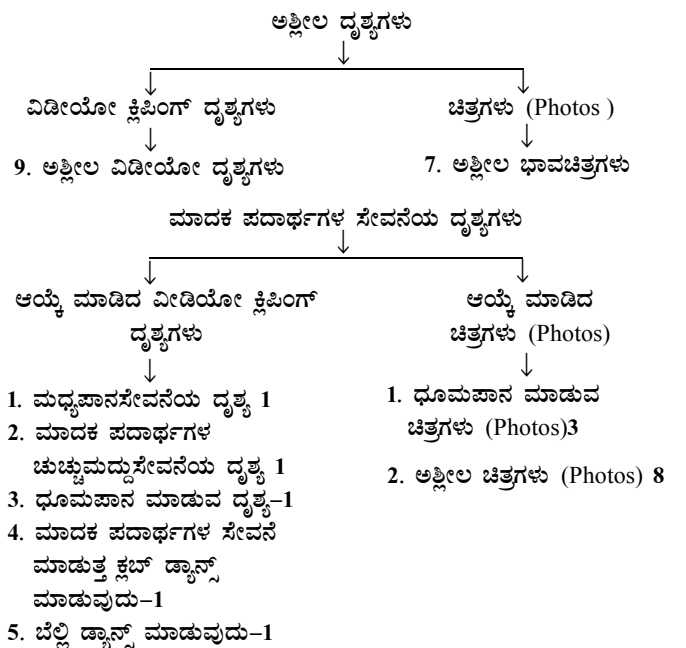 ಅಶ್ಲೀಲ ದೃಶ್ಯಗಳು
ವಿಡೀಯೋ ಕ್ಲಿಪಿಂಗ್ ದೃಶ್ಯಗಳು
ಚಿತ್ರಗಳು (Photos )
9. ಅಶ್ಲೀಲ ವಿಡೀಯೋ ದೃಶ್ಯಗಳು
7. ಅಶ್ಲೀಲ ಭಾವಚಿತ್ರಗಳು
ಮಾದಕ ಪದಾರ್ಥಗಳ ಸೇವನೆಯ ದೃಶ್ಯಗಳು
ಆಯ್ಕೆ ಮಾಡಿದ ವೀಡಿಯೋ ಕ್ಲಿಪಿಂಗ್
ದೃಶ್ಯಗಳು
ಆಯ್ಕೆ ಮಾಡಿದ
ಚಿತ್ರಗಳು (Photos)
1. ಮಧ್ಯಪಾನಸೇವನೆಯ ದೃಶ್ಯ 1
2. ಮಾದಕ ಪದಾರ್ಥಗಳ
ಚುಚ್ಚುಮದ್ದುಸೇವನೆಯ ದೃಶ್ಯ 1
3. ಧೂಮಪಾನ ಮಾಡುವ ದೃಶ್ಯ–1
4. ಮಾದಕ ಪದಾರ್ಥಗಳ ಸೇವನೆ
ಮಾಡುತ್ತ ಕ್ಲಬ್ ಡ್ಯಾನ್ಸ್
ಮಾಡುವುದು–1
5. ಬೆಲ್ಲಿ ಡ್ಯಾನ್ಸ್ ಮಾಡುವುದು–1
1. ಧೂಮಪಾನ ಮಾಡುವ
ಚಿತ್ರಗಳು (Photos)3
2. ಅಶ್ಲೀಲ ಚಿತ್ರಗಳು (Photos) 8